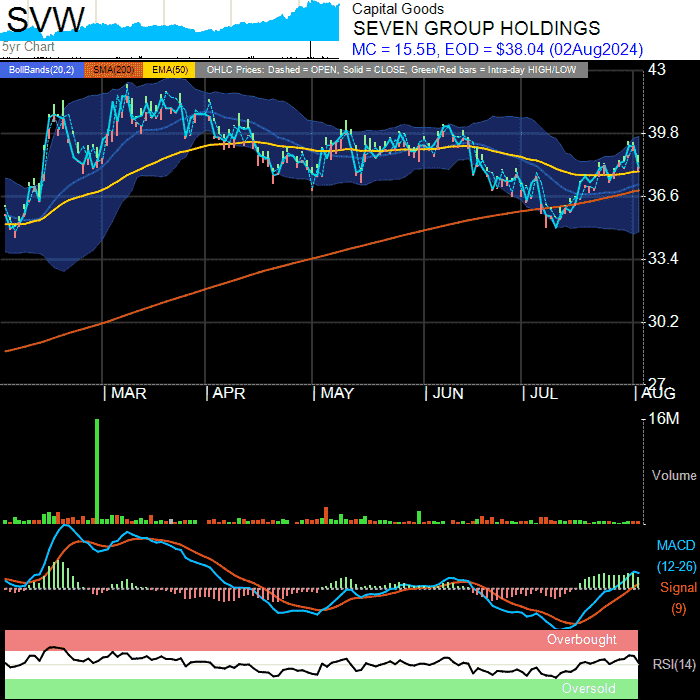 SVW
5yr Chart
Capital Goods
SEVEN GROUP HOLDINGS
MC = 15.5B, EOD = $38.04 (02Aug2024)
BollBands(20,2) SMA(200) EMA(50) OHLC Prices: Dashed = OPEN, Solid = CLOSE, Green/Red bars = Intra-day HIGH/LOW
43
39.8
36.6
33.4
30.2
27
MAR APR MAY JUN JUL AUG
16M
Volume
MACD
(12-26)
Signal
(9)
Overbought
RSI(14)
Oversold